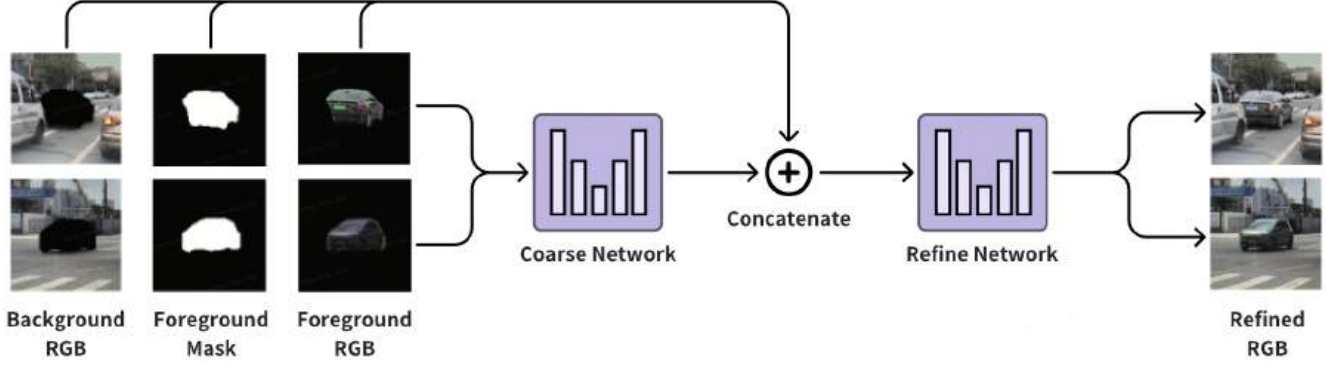 Concatenate
Coarse Network
Refine Network
Background
RGB
Foreground
Mask
Foreground
RGB
Refined
RGB